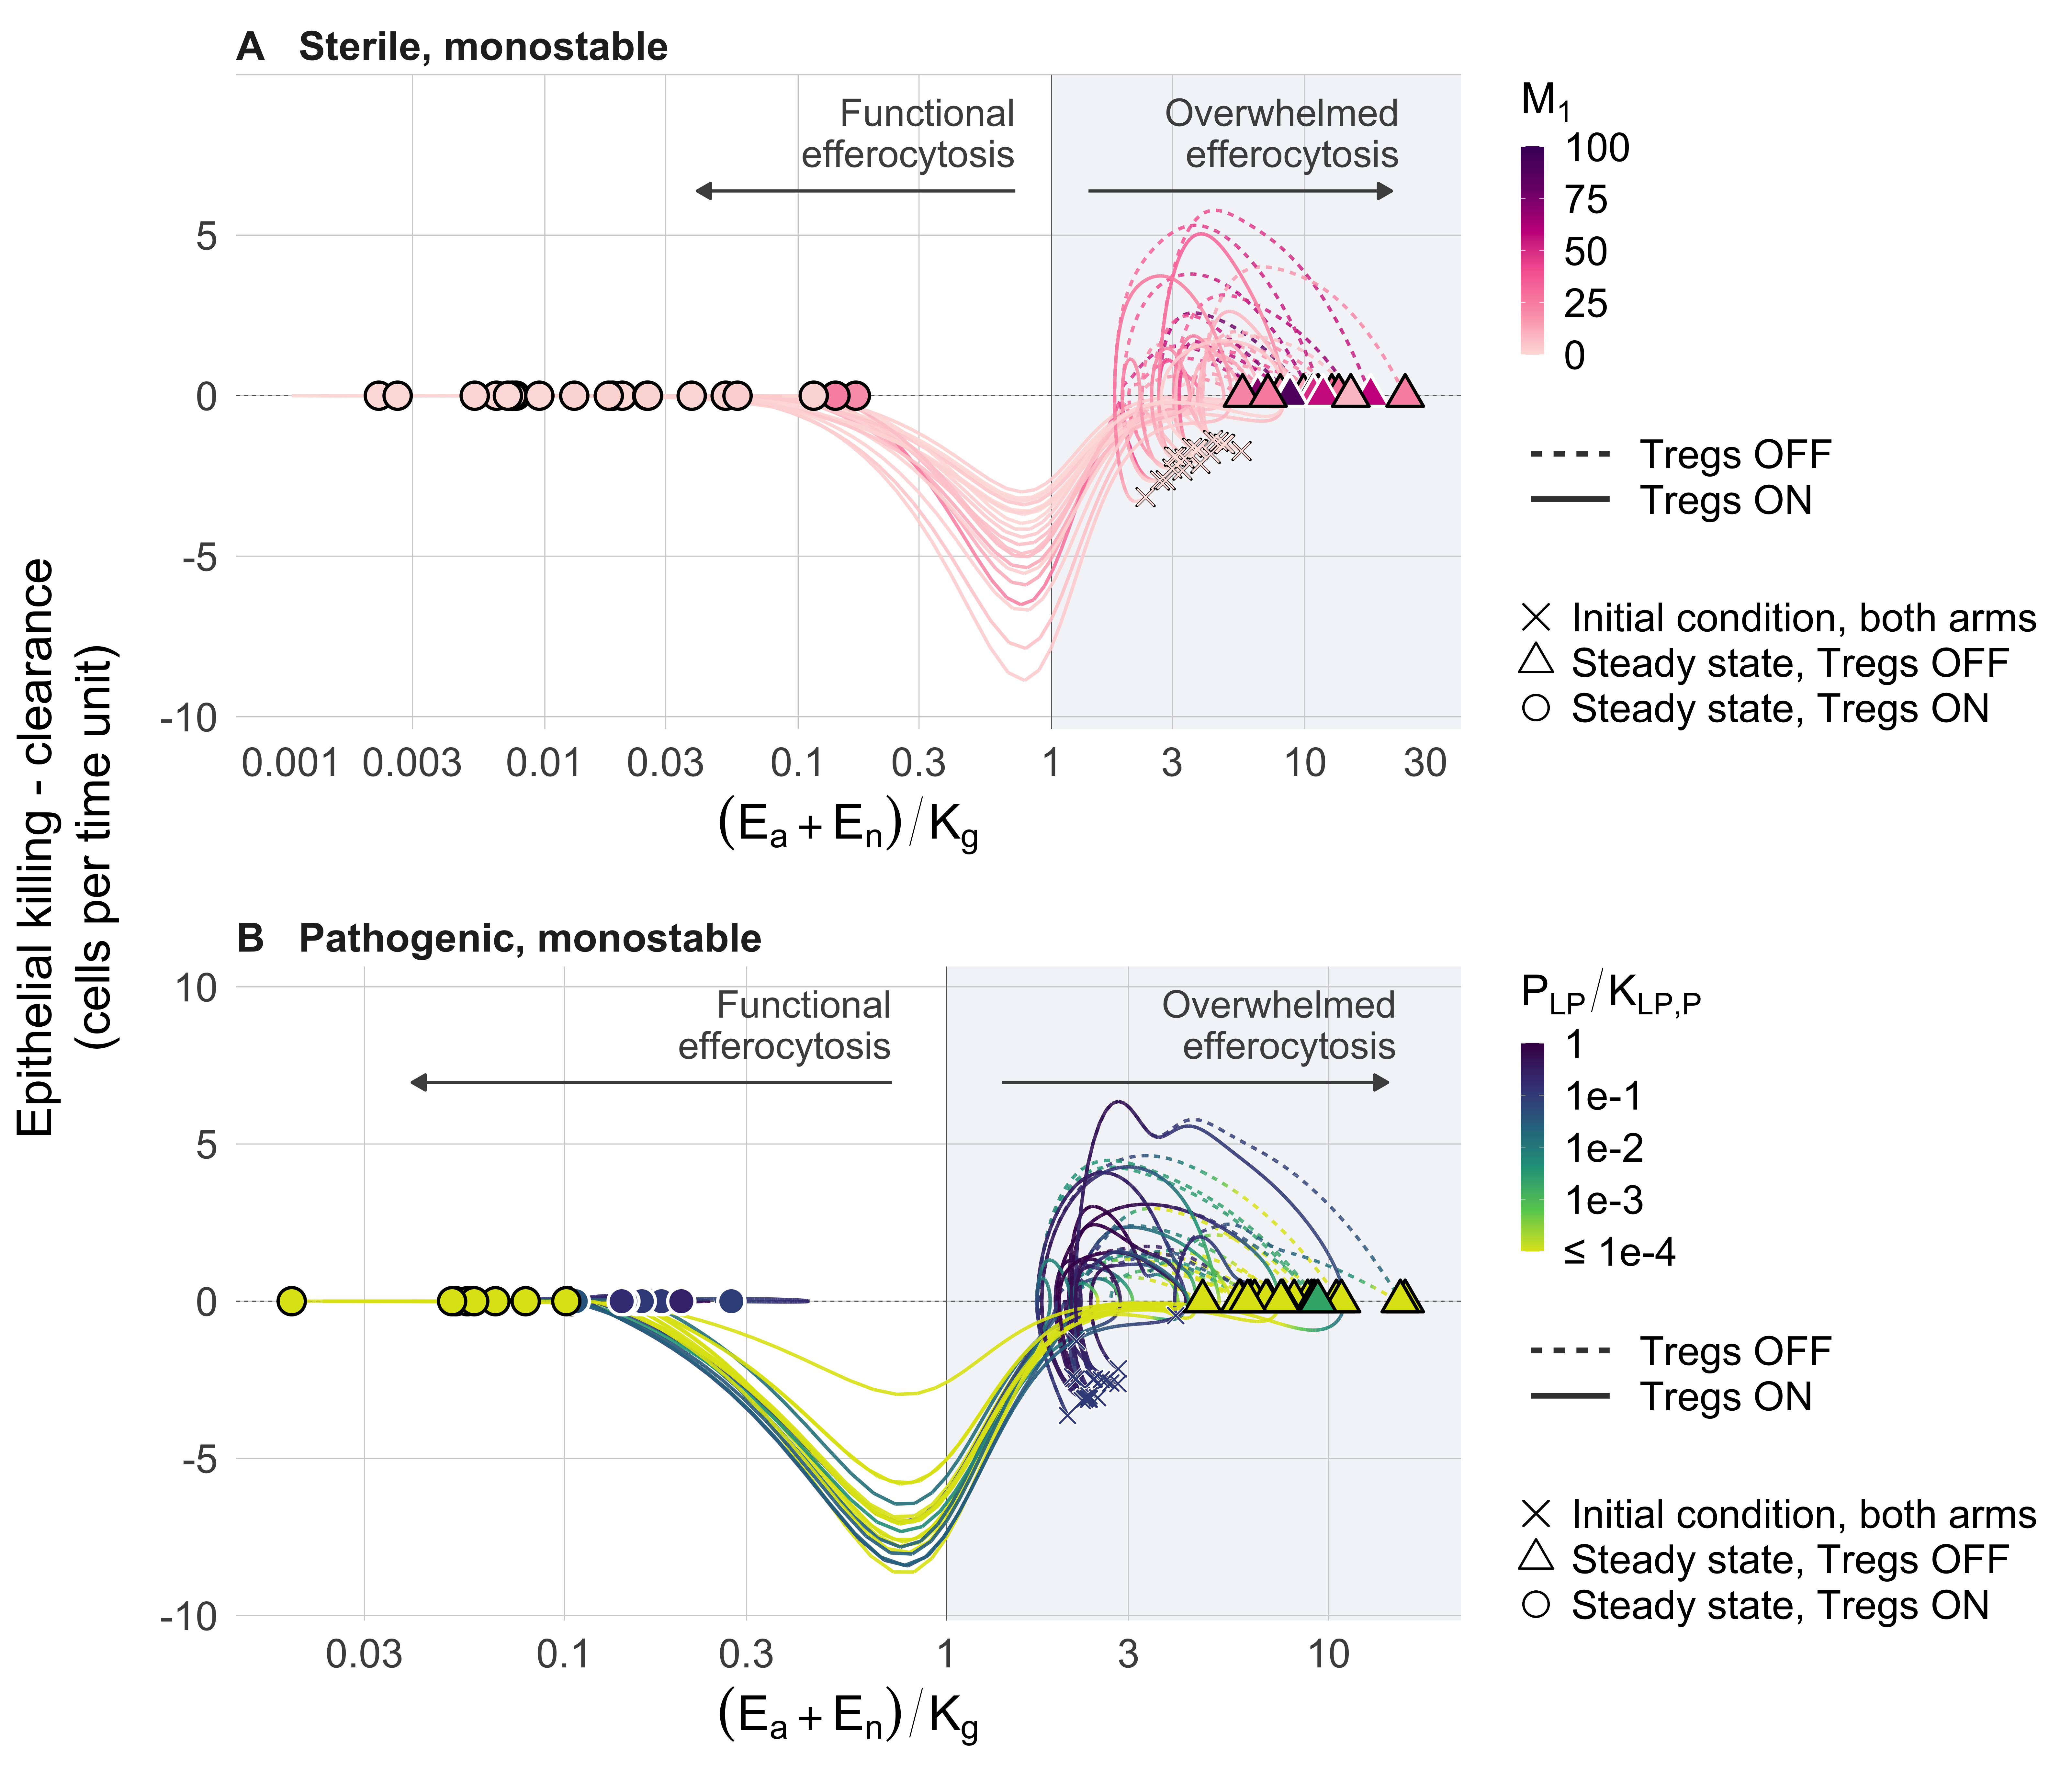 A Sterile, monostable
Functional
efferocytosis
Overwhelmed
efferocytosis
5
0
-5
-10
0.001 0.003 0.01 0.03 0.1 0.3 1 3 10 30
(Ea + En)/Kg
M1
100
75
50
25
0
Tregs OFF
Tregs ON
Initial condition, both arms
Steady state, Tregs OFF
Steady state, Tregs ON
Epithelial killing - clearance
(cells per time unit)
B Pathogenic, monostable
Functional
efferocytosis
Overwhelmed
efferocytosis
10
5
0
-5
-10
0.03 0.1 0.3 1 3 10
(Ea + En)/Kg
PLP/KLP,P
1
1e-1
1e-2
1e-3
≤ 1e-4
Tregs OFF
Tregs ON
Initial condition, both arms
Steady state, Tregs OFF
Steady state, Tregs ON